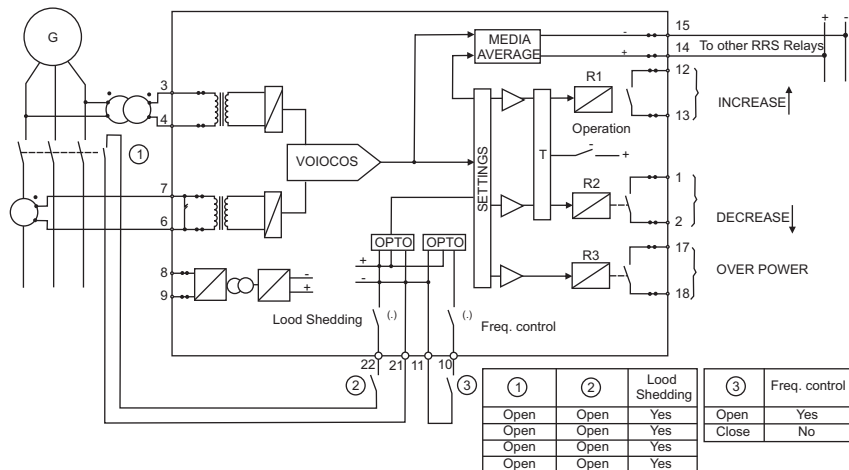 15
+ -
G
MEDIA
AVERAGE
-
+
14
To other RRS Relays
3
R1
12
INCREASE
13
4
Operation
1
VOIOCOS
SETTINGS
T
-
+
7
R2
1
2
DECREASE
6
OPTO
OPTO
R3
17
OVER POWER
18
+
-
8
9
-
+
Lood Shedding
(.)
(.)
Freq. control
22
21
11
10
2
3
1 2 Lood
Shedding
Open Open Yes
Open Open Yes
Open Open Yes
Open Open Yes
3 Freq. control
Open Yes
Close No